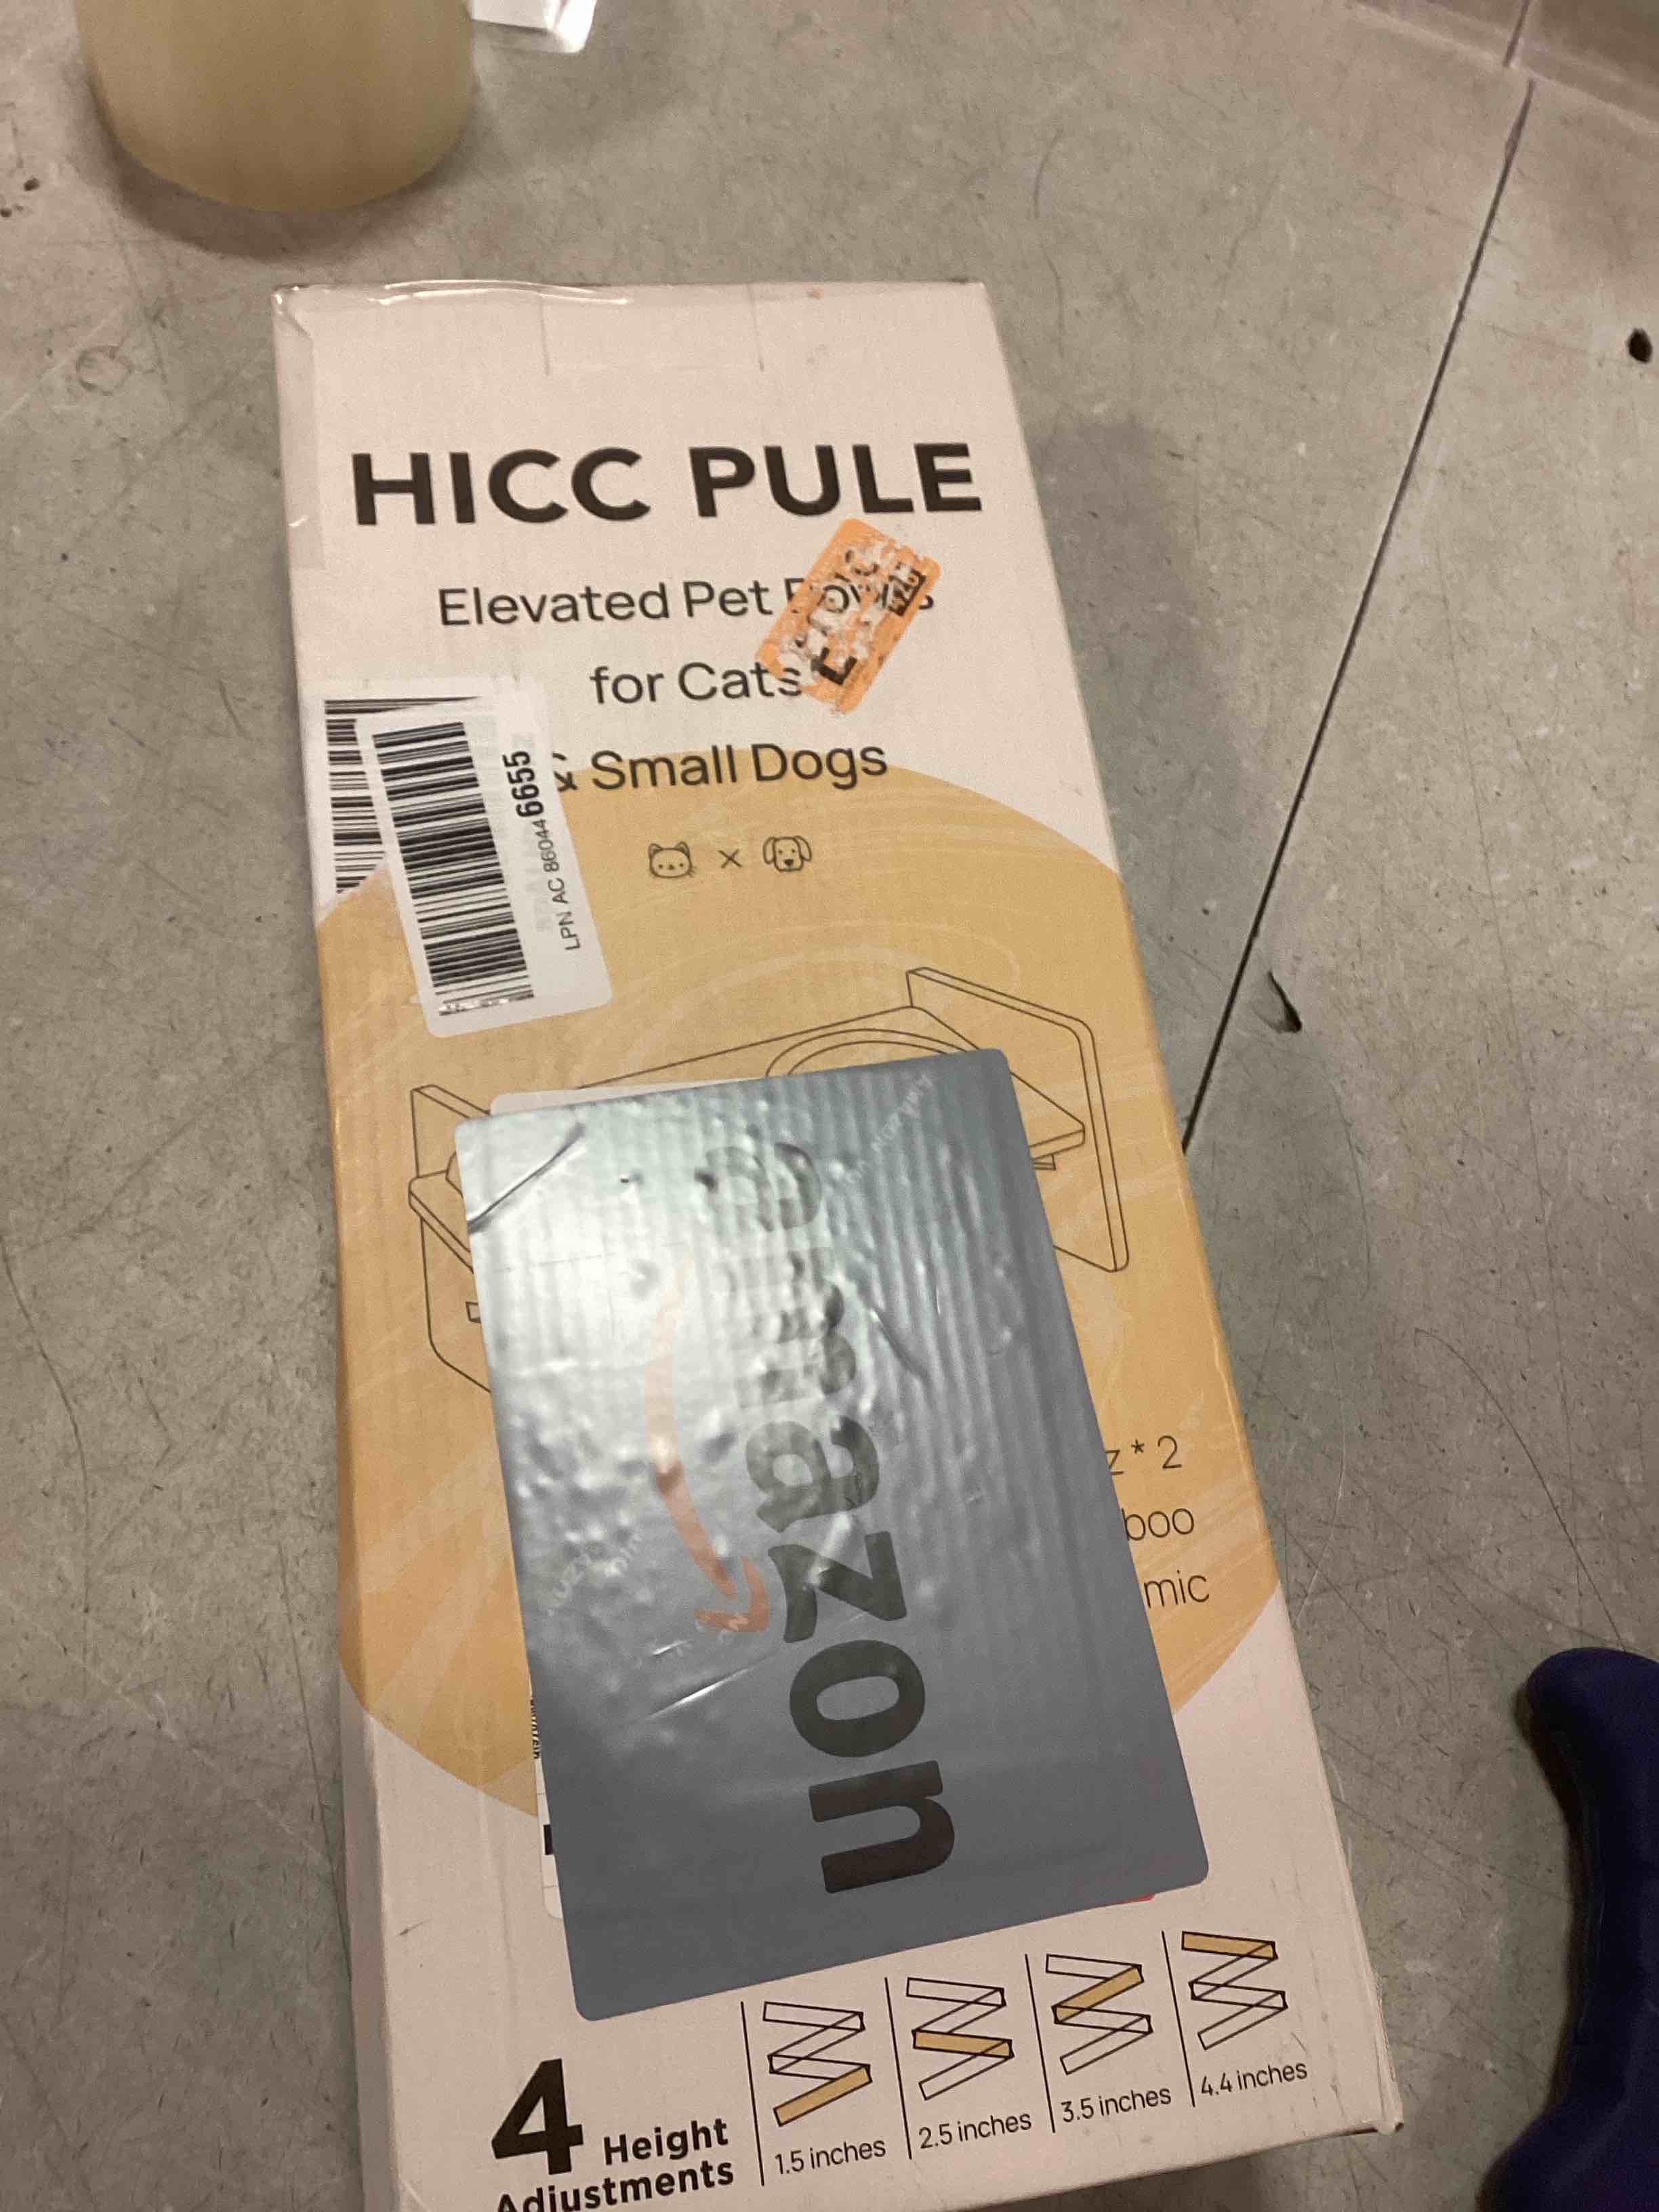 HICC PULE
Elevated Pet
for Cats
& Small Dogs
x
LPN AC 86044 6655
amazon
z * 2
boo
mic
4 Height
Adjustments
1.5 inches
2.5 inches
3.5 inches
4.4 inches